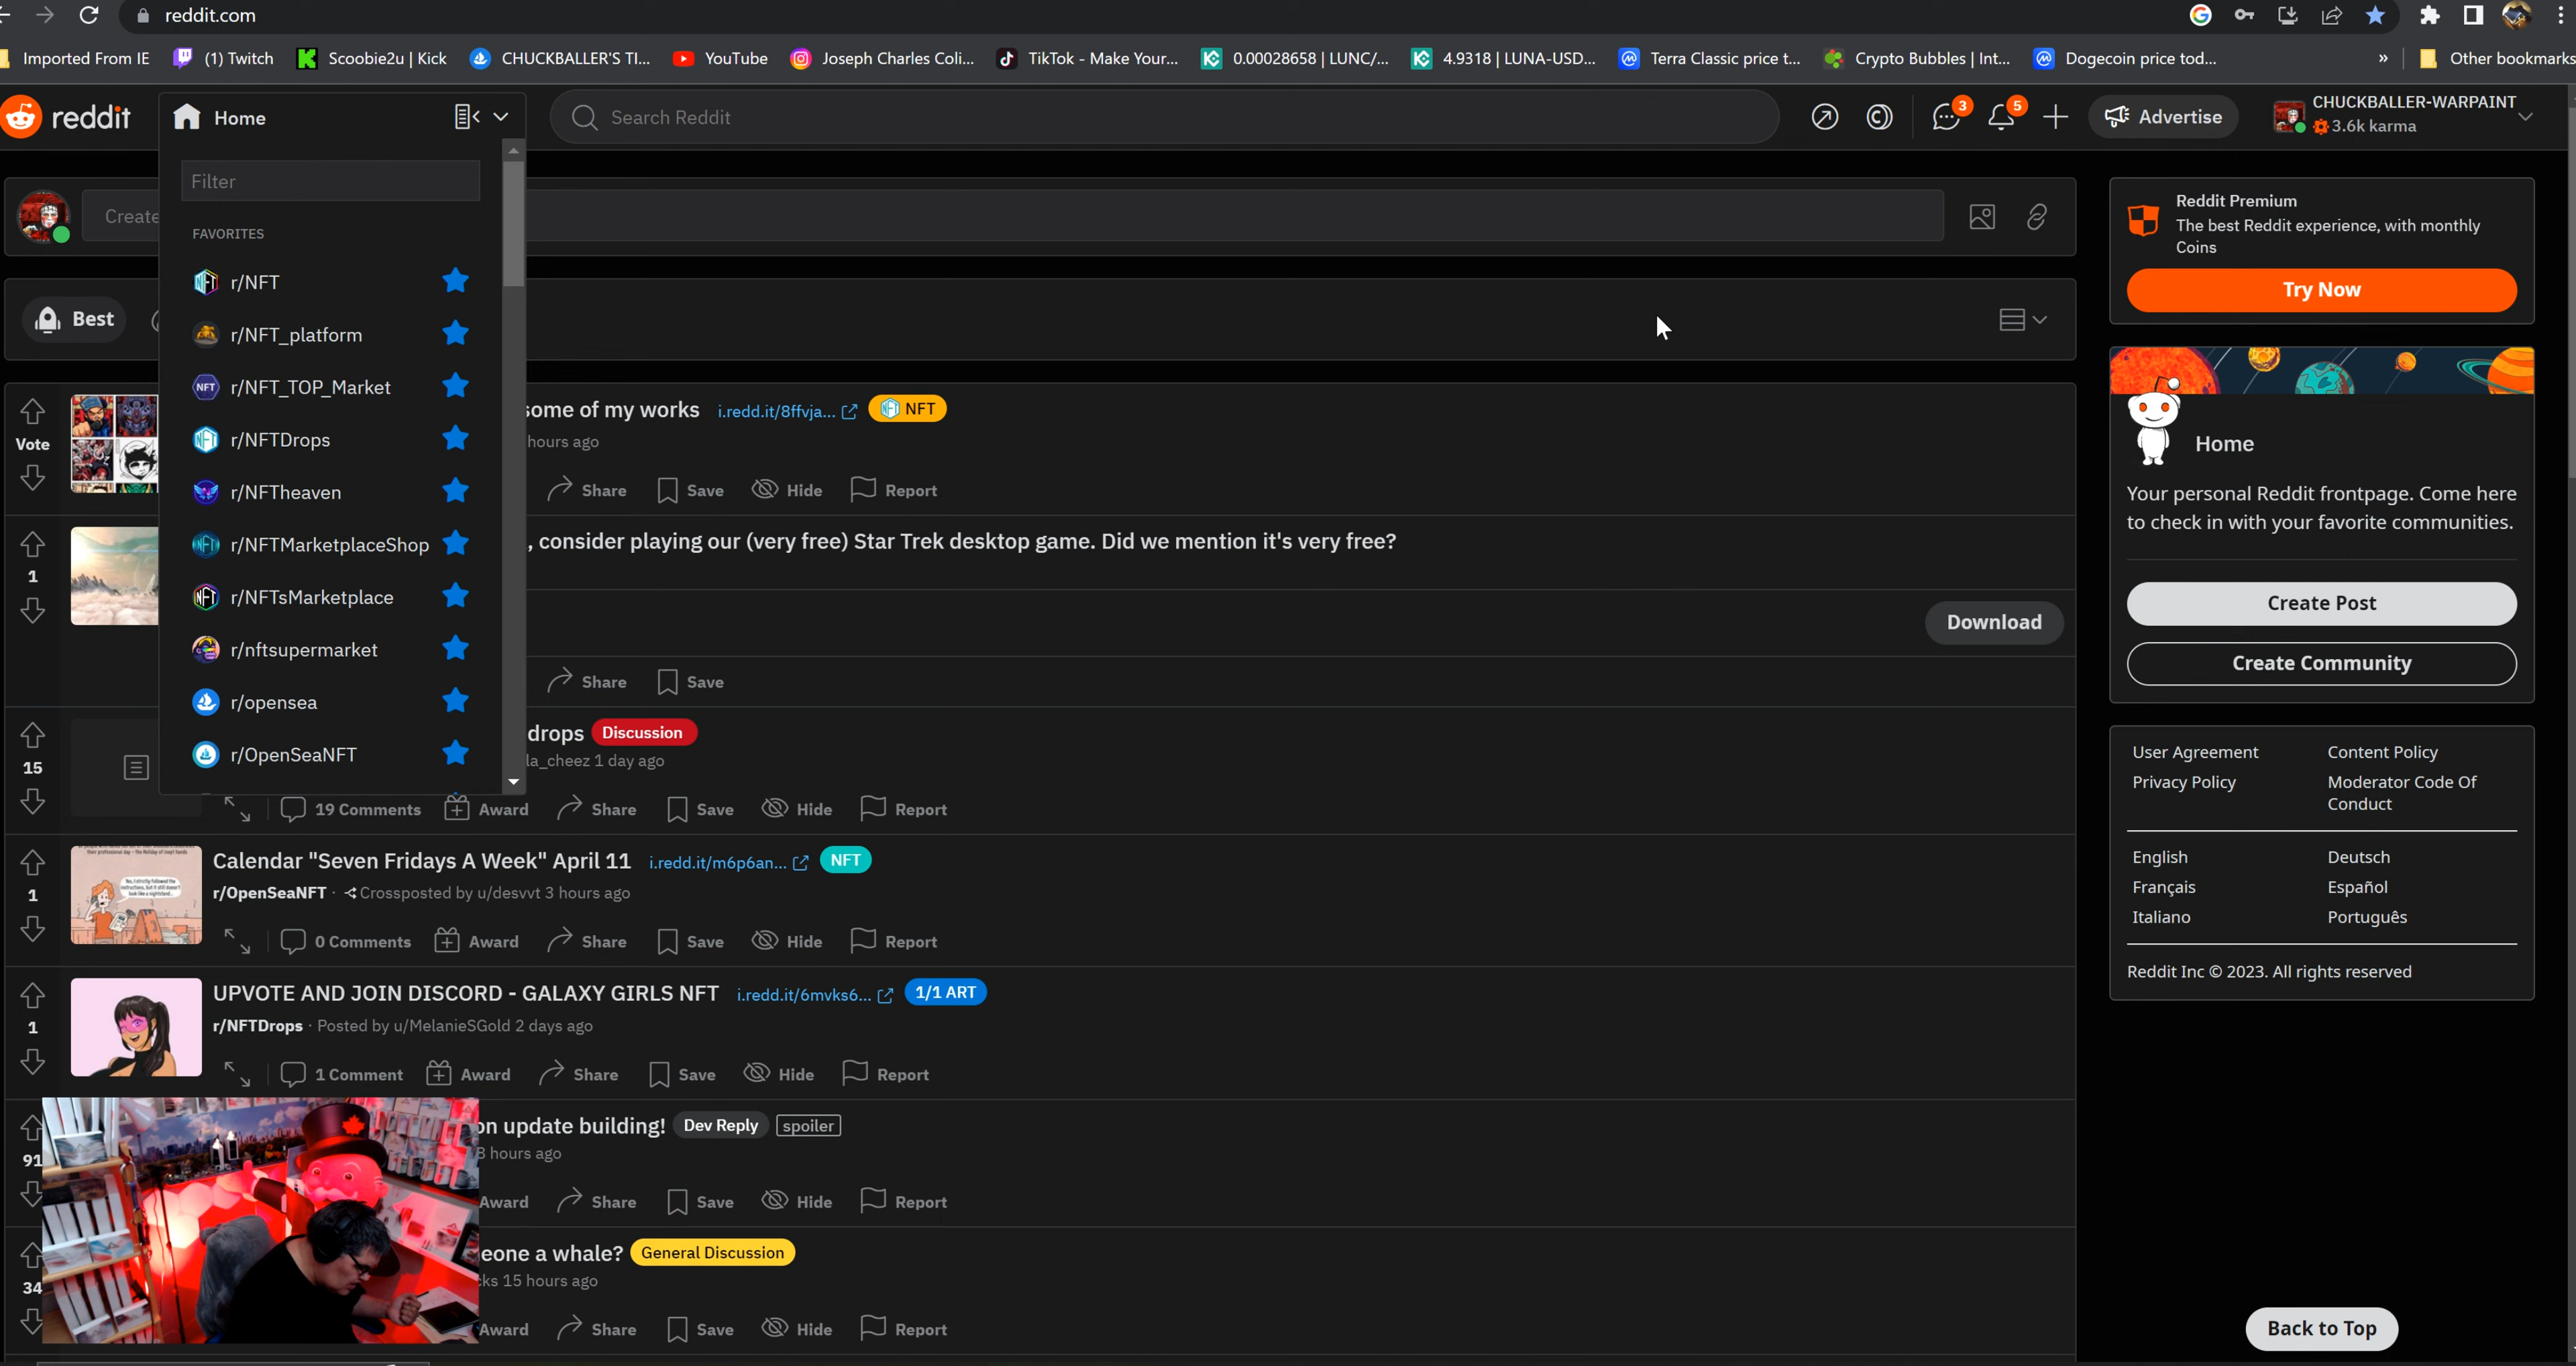 reddit.com
Imported From IE
(1) Twitch
Scoobie2u | Kick
CHUCKBALLER'S TI...
YouTube
Joseph Charles Coli...
TikTok - Make Your...
0.00028658 | LUNC/...
4.9318 | LUNA-USD...
Terra Classic price t...
Crypto Bubbles | Int...
Dogecoin price tod...
»
Other bookmarks
reddit
Home
Search Reddit
3
5
Advertise
CHUCKBALLER-WARPAINT
3.6k karma
Filter
FAVORITES
r/NFT
r/NFT_platform
r/NFT_TOP_Market
r/NFTDrops
r/NFTheaven
r/NFTMarketplaceShop
r/NFTsMarketplace
r/nftsupermarket
r/opensea
r/OpenSeaNFT
Create
Best
Vote
some of my works i.redd.it/8ffvja... NFT
hours ago
Share Save Hide Report
1
, consider playing our (very free) Star Trek desktop game. Did we mention it's very free?
Download
Share Save
15
drops Discussion
la_cheez 1 day ago
19 Comments Award Share Save Hide Report
Calendar "Seven Fridays A Week" April 11 i.redd.it/m6p6an... NFT
1
r/OpenSeaNFT · Crossposted by u/desvvt 3 hours ago
0 Comments Award Share Save Hide Report
UPVOTE AND JOIN DISCORD - GALAXY GIRLS NFT i.redd.it/6mvks6... 1/1 ART
1
r/NFTDrops · Posted by u/MelanieSGold 2 days ago
1 Comment Award Share Save Hide Report
on update building! Dev Reply spoiler
91
8 hours ago
Award Share Save Hide Report
eone a whale? General Discussion
34
cks 15 hours ago
Award Share Save Hide Report
Reddit Premium
The best Reddit experience, with monthly
Coins
Try Now
Home
Your personal Reddit frontpage. Come here
to check in with your favorite communities.
Create Post
Create Community
User Agreement
Content Policy
Privacy Policy
Moderator Code Of
Conduct
English
Deutsch
Français
Español
Italiano
Português
Reddit Inc © 2023. All rights reserved
Back to Top